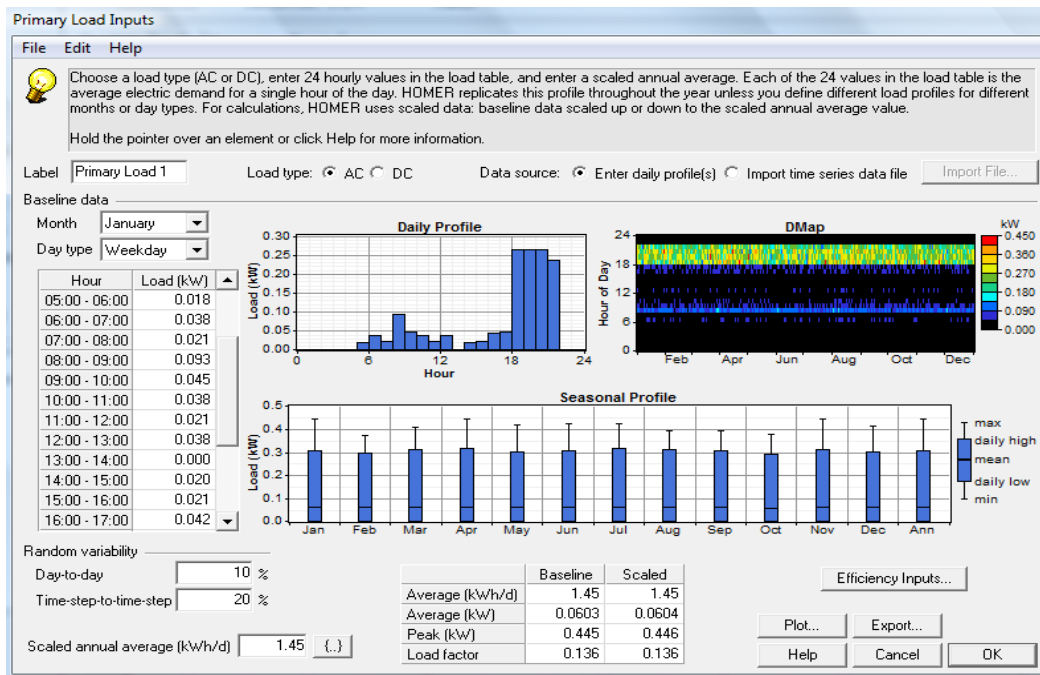 Primary Load Inputs
File Edit Help
Choose a load type (AC or DC), enter 24 hourly values in the load table, and enter a scaled annual average. Each of the 24 values in the load table is the
average electric demand for a single hour of the day. HOMER replicates this profile throughout the year unless you define different load profiles for different
months or day types. For calculations, HOMER uses scaled data: baseline data scaled up or down to the scaled annual average value.
Hold the pointer over an element or click Help for more information.
Label Primary Load 1 Load type: AC DC Data source: Enter daily profile(s) Import time series data file Import File...
Baseline data
Month January
Day type Weekday
Hour Load (kW)
05:00 - 06:00 0.018
06:00 - 07:00 0.038
07:00 - 08:00 0.021
08:00 - 09:00 0.093
09:00 - 10:00 0.045
10:00 - 11:00 0.038
11:00 - 12:00 0.021
12:00 - 13:00 0.038
13:00 - 14:00 0.000
14:00 - 15:00 0.020
15:00 - 16:00 0.021
16:00 - 17:00 0.042
Daily Profile
Load (kW)
0.30
0.25
0.20
0.15
0.10
0.05
0.00
0 6 12 18 24
Hour
DMap
Hour of Day
24
18
12
6
0
Feb Apr Jun Aug Oct Dec
kW
0.450
0.360
0.270
0.180
0.090
0.000
Seasonal Profile
Load (kW)
0.5
0.4
0.3
0.2
0.1
0.0
Jan Feb Mar Apr May Jun Jul Aug Sep Oct Nov Dec Ann
max
daily high
mean
daily low
min
Random variability
Day-to-day 10 %
Time-step-to-time-step 20 %
Scaled annual average (kWh/d) 1.45 {..}
Baseline Scaled
Average (kWh/d) 1.45 1.45
Average (kW) 0.0603 0.0604
Peak (kW) 0.445 0.446
Load factor 0.136 0.136
Efficiency Inputs...
Plot... Export...
Help Cancel OK